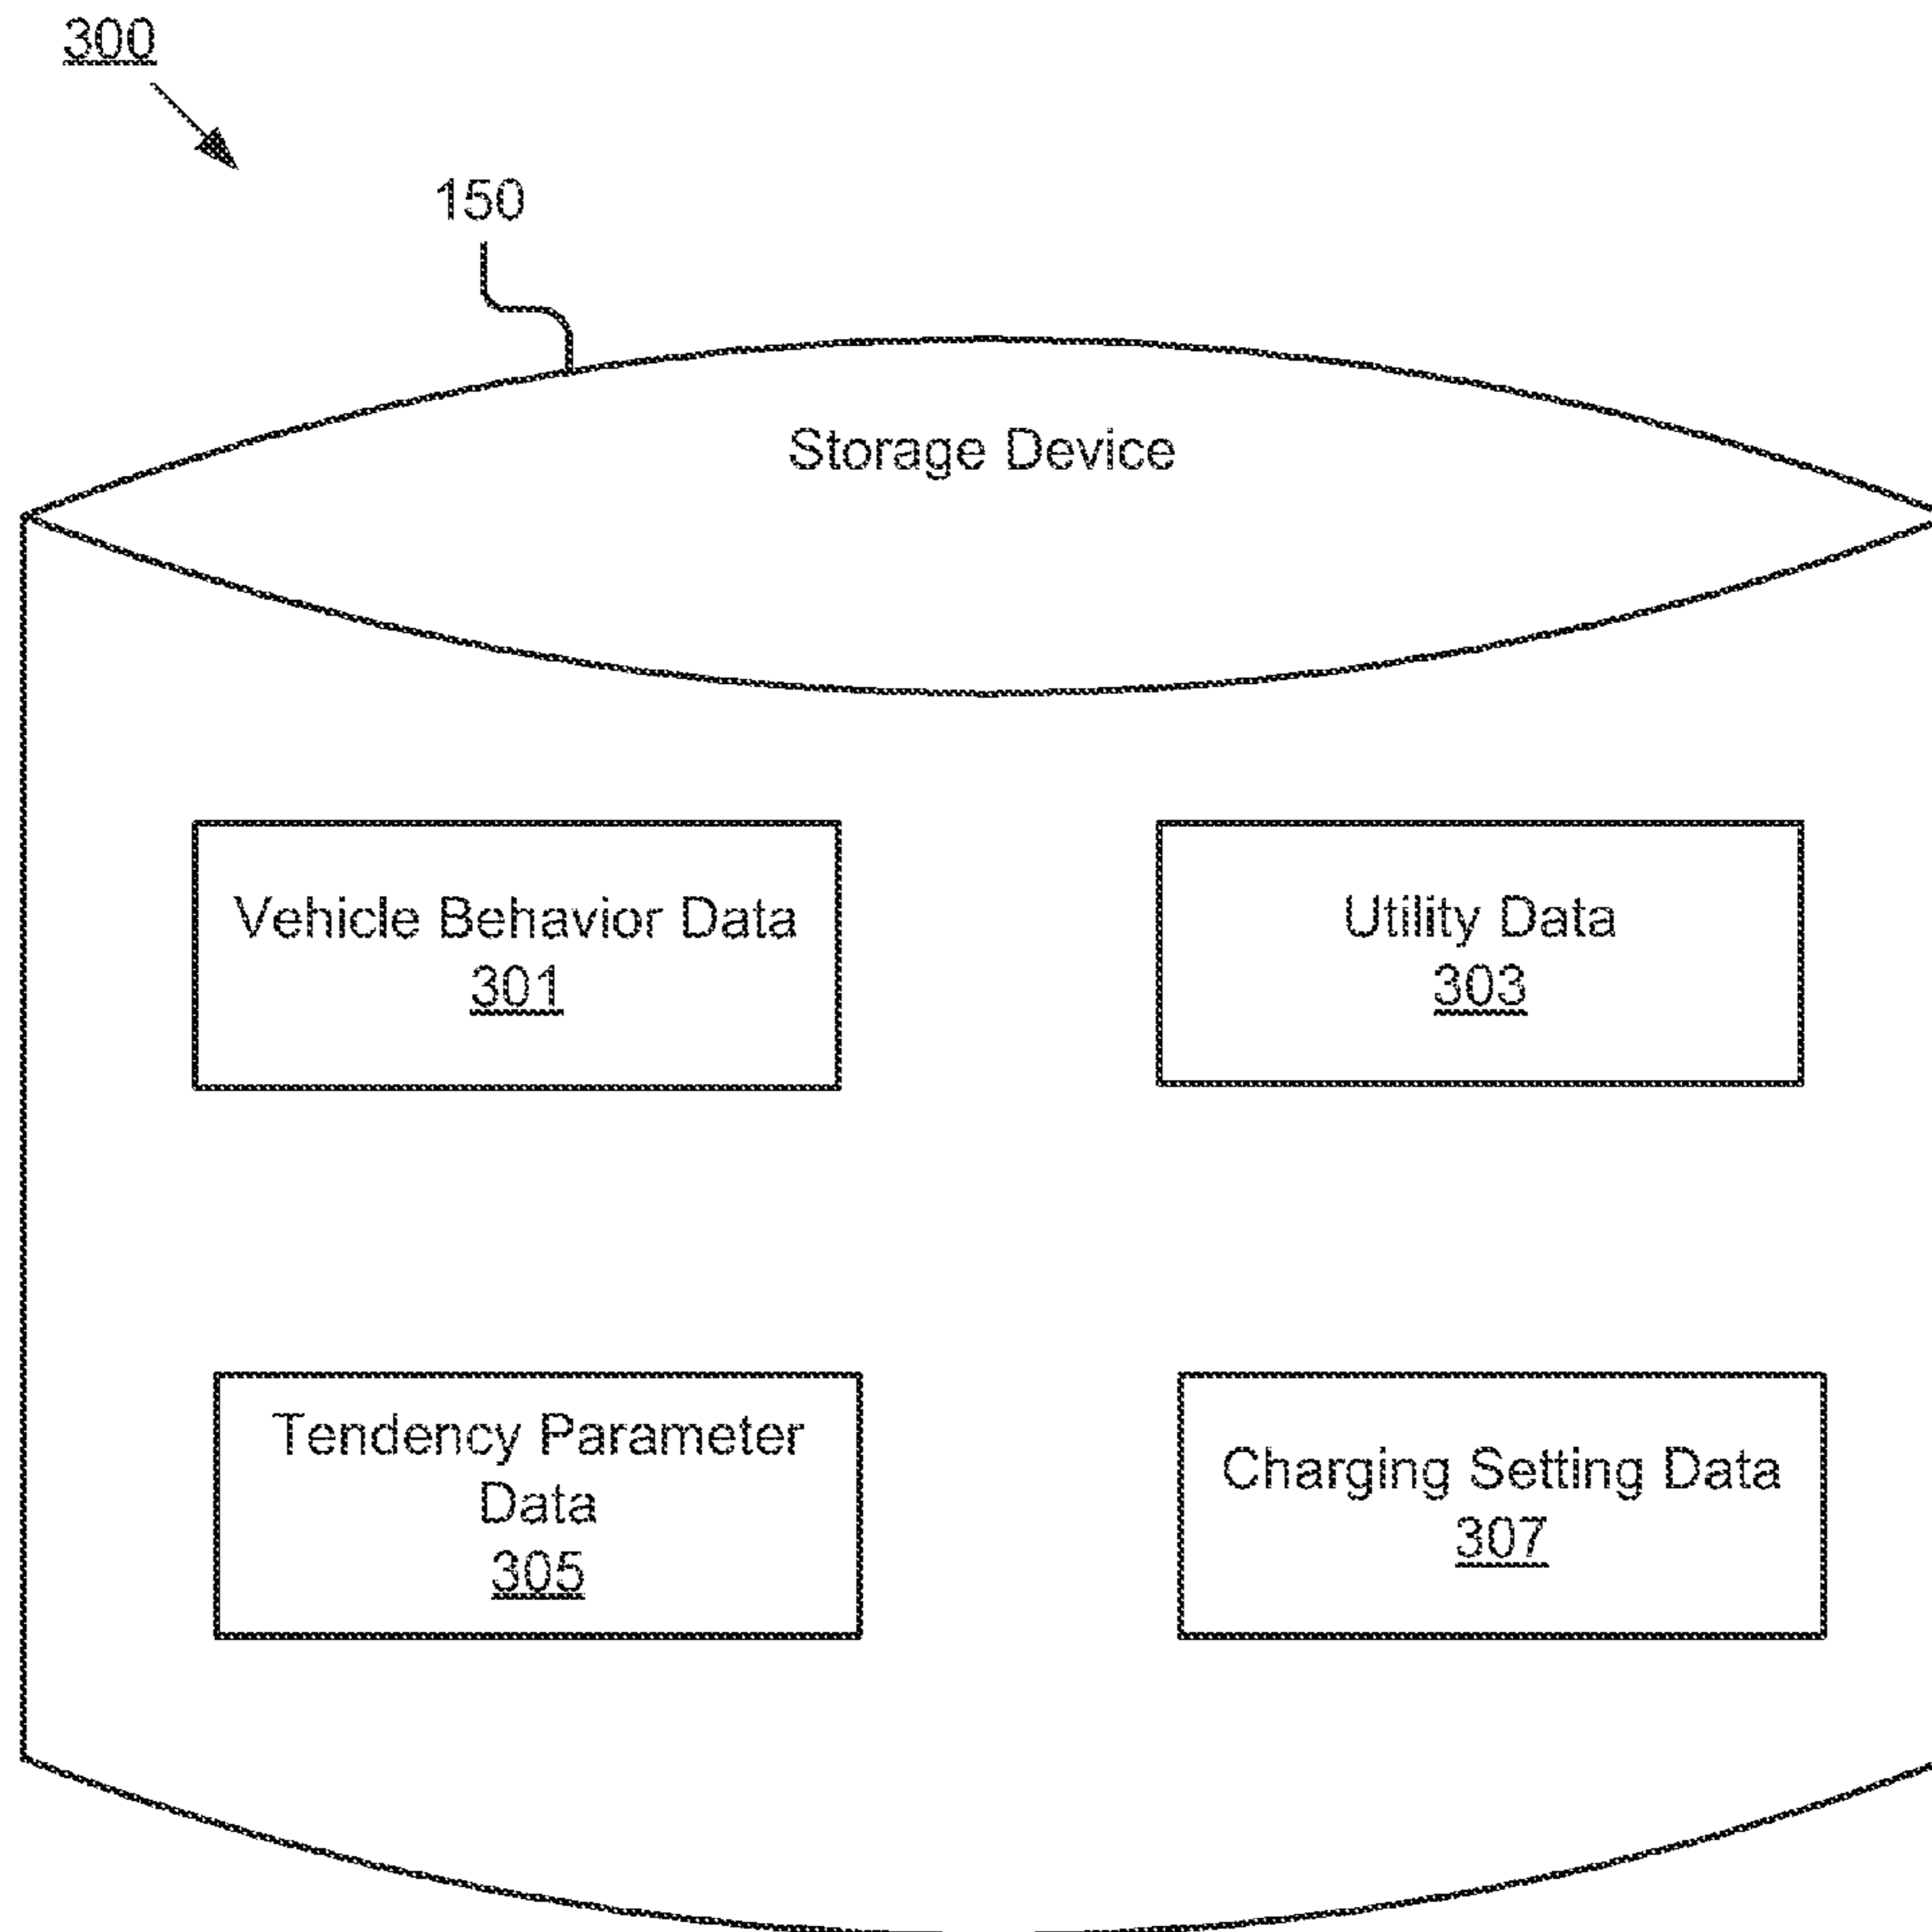 300
150
Storage Device
Vehicle Behavior Data
301
Utility Data
303
Tendency Parameter
Data
305
Charging Setting Data
307